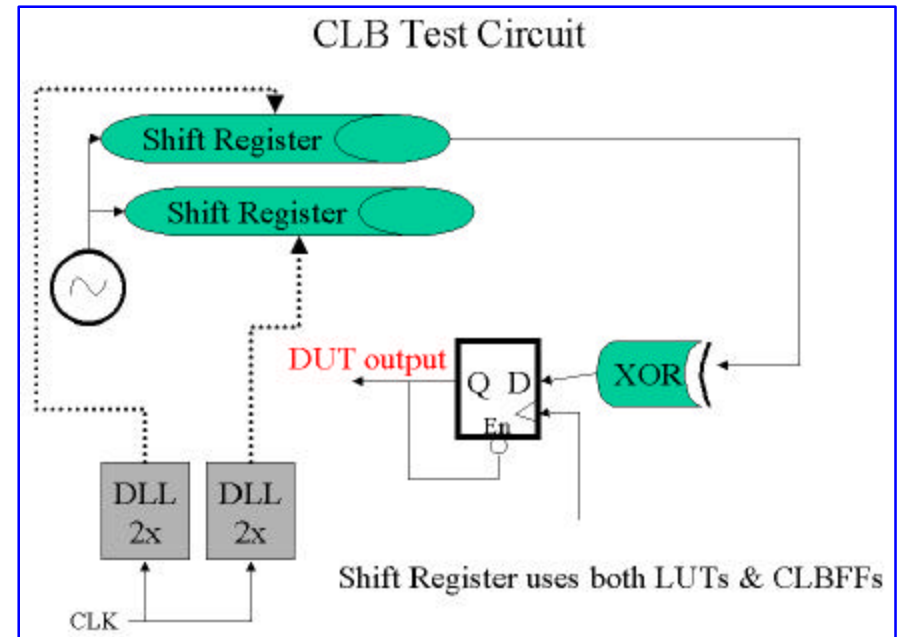 CLB Test Circuit
Shift Register
Shift Register
DUT output
Q D
En
XOR
DLL
2x
DLL
2x
Shift Register uses both LUTs & CLBFFs
CLK